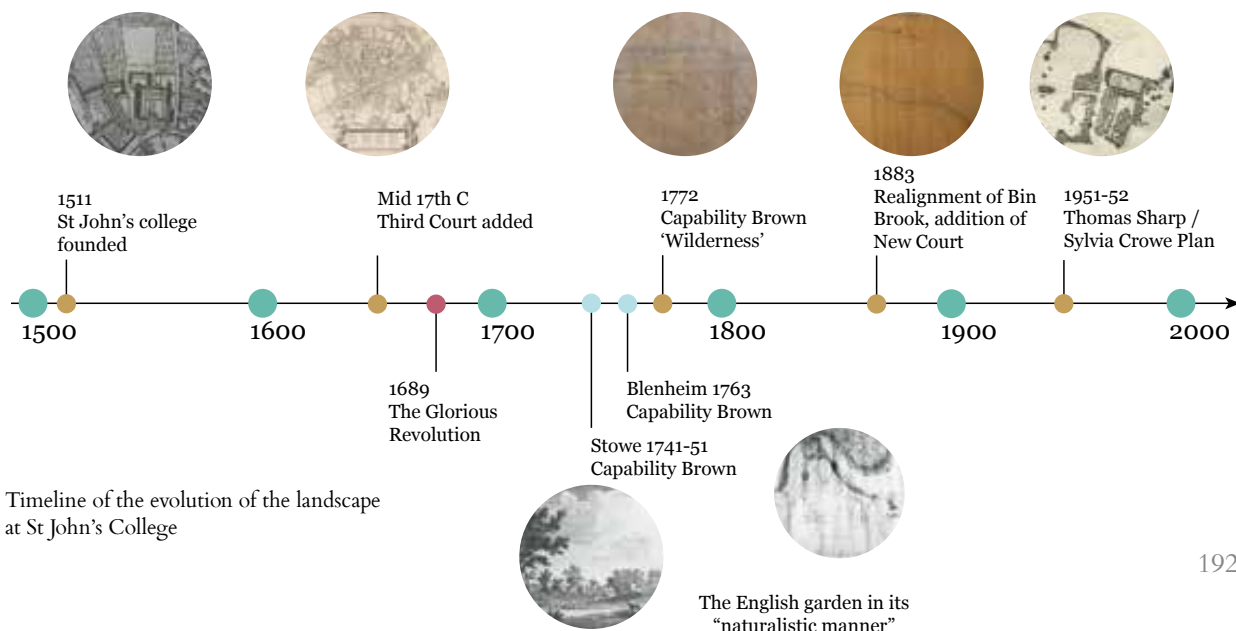 1511
St John's college
founded
Mid 17th C
Third Court added
1772
Capability Brown
'Wilderness'
1883
Realignment of Bin
Brook, addition of
New Court
1951-52
Thomas Sharp /
Sylvia Crowe Plan
1500
1600
1700
1800
1900
2000
1689
The Glorious
Revolution
Stowe 1741-51
Capability Brown
Blenheim 1763
Capability Brown
Timeline of the evolution of the landscape
at St John's College
The English garden in its
"naturalistic manner"
192